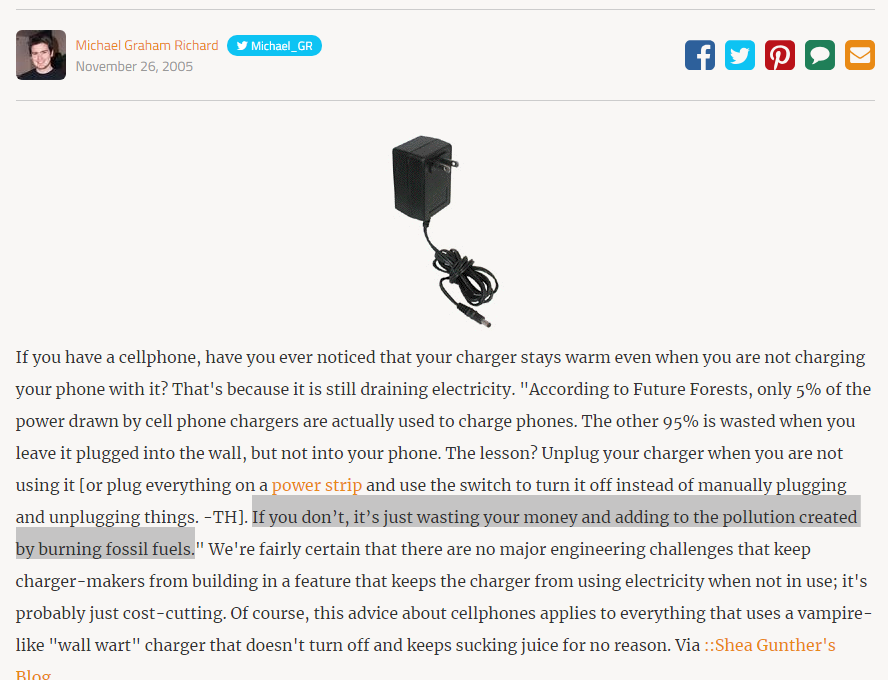 Michael Graham Richard Michael_GR
November 26, 2005
If you have a cellphone, have you ever noticed that your charger stays warm even when you are not charging
your phone with it? That's because it is still draining electricity. "According to Future Forests, only 5% of the
power drawn by cell phone chargers are actually used to charge phones. The other 95% is wasted when you
leave it plugged into the wall, but not into your phone. The lesson? Unplug your charger when you are not
using it [or plug everything on a power strip and use the switch to turn it off instead of manually plugging
and unplugging things. -TH]. If you don’t, it’s just wasting your money and adding to the pollution created
by burning fossil fuels." We're fairly certain that there are no major engineering challenges that keep
charger-makers from building in a feature that keeps the charger from using electricity when not in use; it's
probably just cost-cutting. Of course, this advice about cellphones applies to everything that uses a vampire-
like "wall wart" charger that doesn't turn off and keeps sucking juice for no reason. Via ::Shea Gunther's
Blog